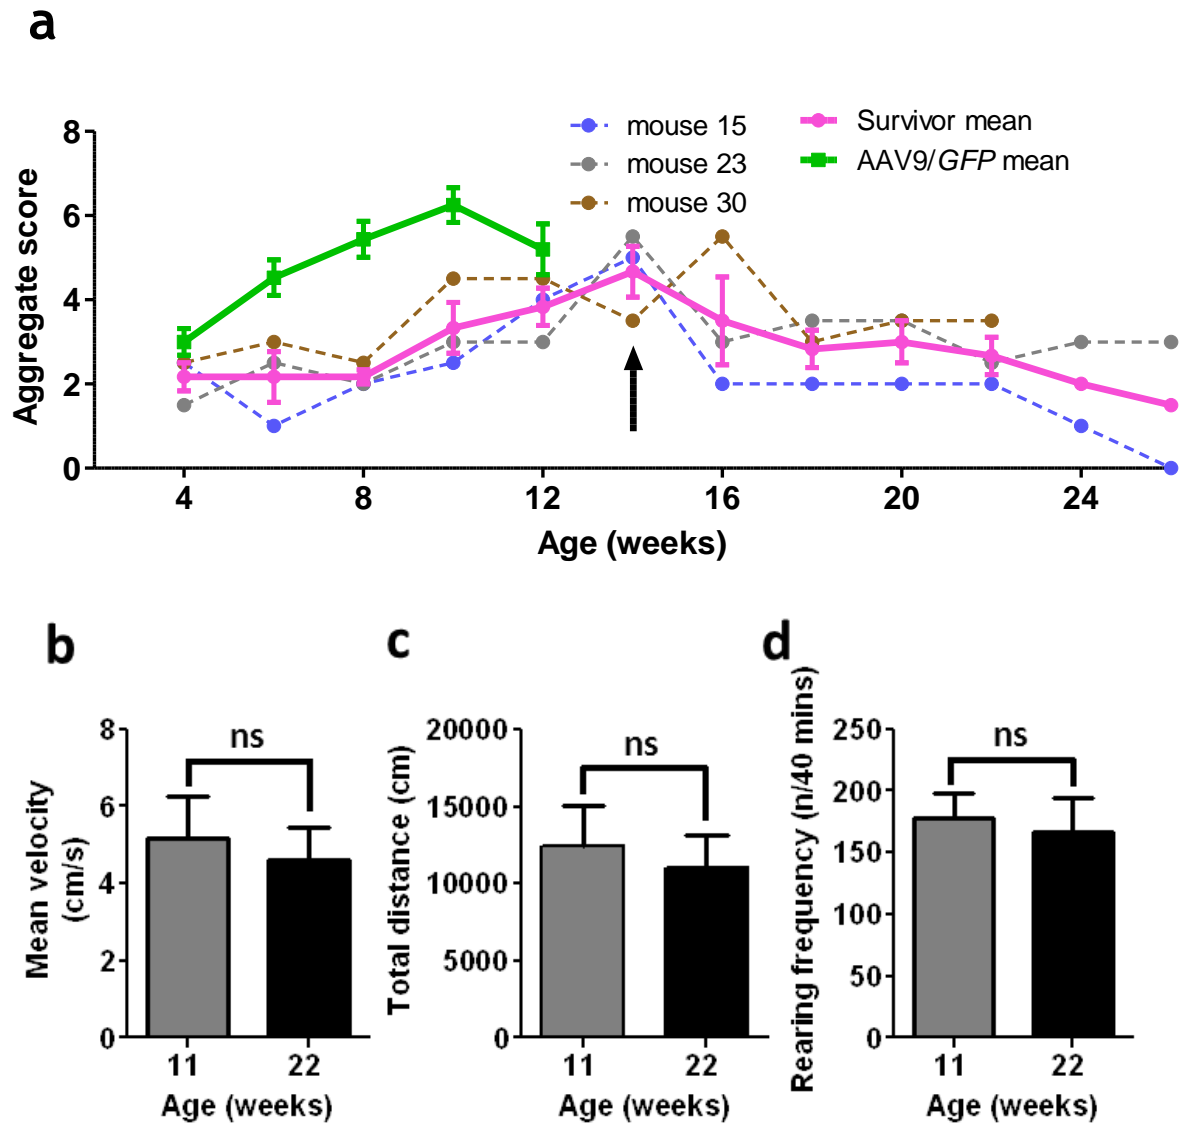 a
8
6
4
2
0
Aggregate score
mouse 15
mouse 23
mouse 30
Survivor mean
AAV9/GFP mean
4 8 12 16 20 24
Age (weeks)
b
8
6
4
2
0
Mean velocity
(cm/s)
ns
11 22
Age (weeks)
c
20000
15000
10000
5000
0
Total distance (cm)
ns
11 22
Age (weeks)
d
250
200
150
100
50
0
Rearing frequency (n/40 mins)
ns
11 22
Age (weeks)